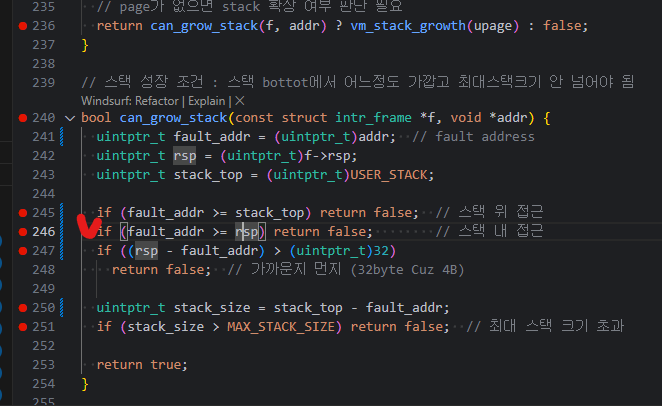 235 // page가 없으면 stack 확장 여부 판단 필요
236 return can_grow_stack(f, addr) ? vm_stack_growth(upage) : false;
237 }
238
239 // 스택 성장 조건 : 스택 bottot에서 어느정도 가깝고 최대스택크기 안 넘어야 됨
Windsurf: Refactor | Explain | X
240 bool can_grow_stack(const struct intr_frame *f, void *addr) {
241 uintptr_t fault_addr = (uintptr_t)addr; // fault address
242 uintptr_t rsp = (uintptr_t)f->rsp;
243 uintptr_t stack_top = (uintptr_t)USER_STACK;
244
245 if (fault_addr >= stack_top) return false; // 스택 위 접근
246 if (fault_addr >= rsp) return false; // 스택 내 접근
247 if ((rsp - fault_addr) > (uintptr_t)32)
248 return false; // 가까운지 먼지 (32byte Cuz 4B)
249
250 uintptr_t stack_size = stack_top - fault_addr;
251 if (stack_size > MAX_STACK_SIZE) return false; // 최대 스택 크기 초과
252
253 return true;
254 }
255